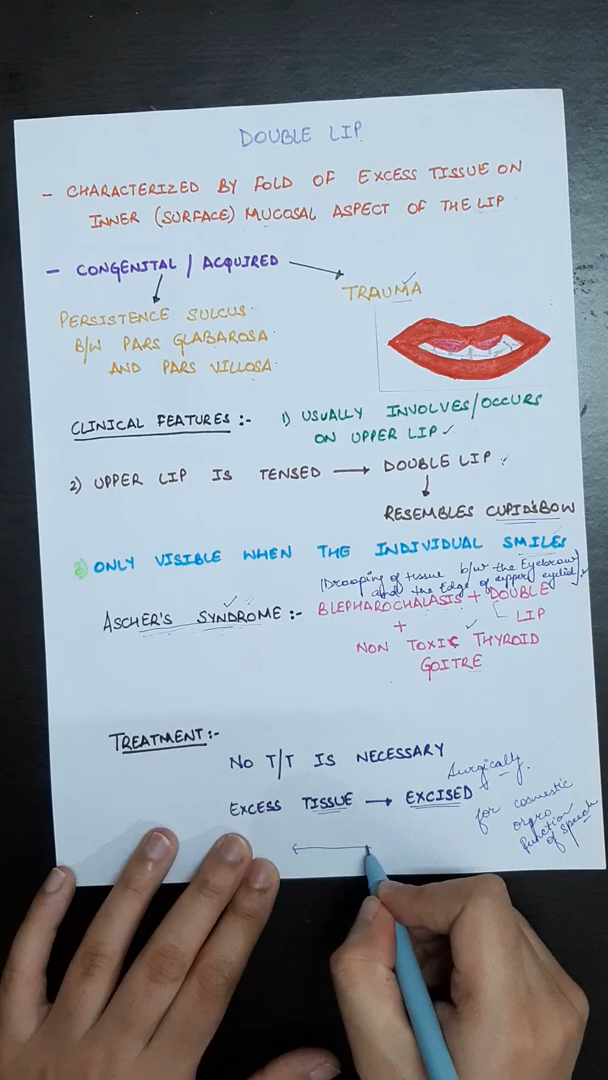 DOUBLE LIP
- CHARACTERIZED BY FOLD OF EXCESS TISSUE ON
INNER (SURFACE) MUCOSAL ASPECT OF THE LIP
- CONGENITAL / ACQUIRED
TRAUMA
PERSISTENCE SULCUS
B/W PARS GLABAROSA
AND PARS VILLOSA
CLINICAL FEATURES :- 1) USUALLY INVOLVES/OCCURS
ON UPPER LIP
2) UPPER LIP IS TENSED → DOUBLE LIP
RESEMBLES CUPID'S BOW
3) ONLY VISIBLE WHEN THE INDIVIDUAL SMILES
(Drooping of tissue b/w the Eyebrow
and the Edge of upper eyelid)
ASCHER'S SYNDROME :- BLEPHAROCHALASIS + DOUBLE
LIP
+
NON TOXIC THYROID
GOITRE
TREATMENT :-
NO T/T IS NECESSARY
EXCESS TISSUE → EXCISED
Surgically
for cosmestic
function
of speech